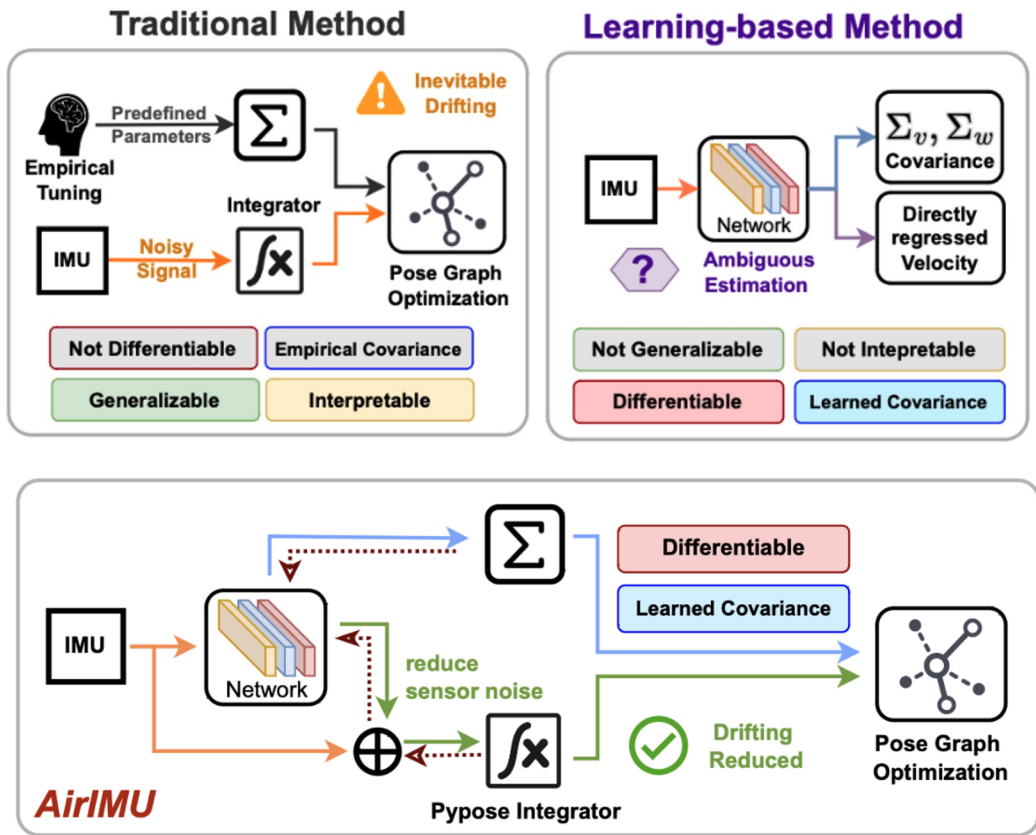 Traditional Method
Predefined
Parameters
Σ
Inevitable
Drifting
Empirical
Tuning
Integrator
IMU
Noisy
Signal
∫x
Pose Graph
Optimization
Not Differentiable
Empirical Covariance
Generalizable
Interpretable
Learning-based Method
IMU
Network
Σv, Σw
Covariance
Directly
regressed
Velocity
?
Ambiguous
Estimation
Not Generalizable
Not Intepretable
Differentiable
Learned Covariance
Σ
Differentiable
Learned Covariance
IMU
Network
reduce
sensor noise
∫x
Drifting
Reduced
Pose Graph
Optimization
Pypose Integrator
AirIMU